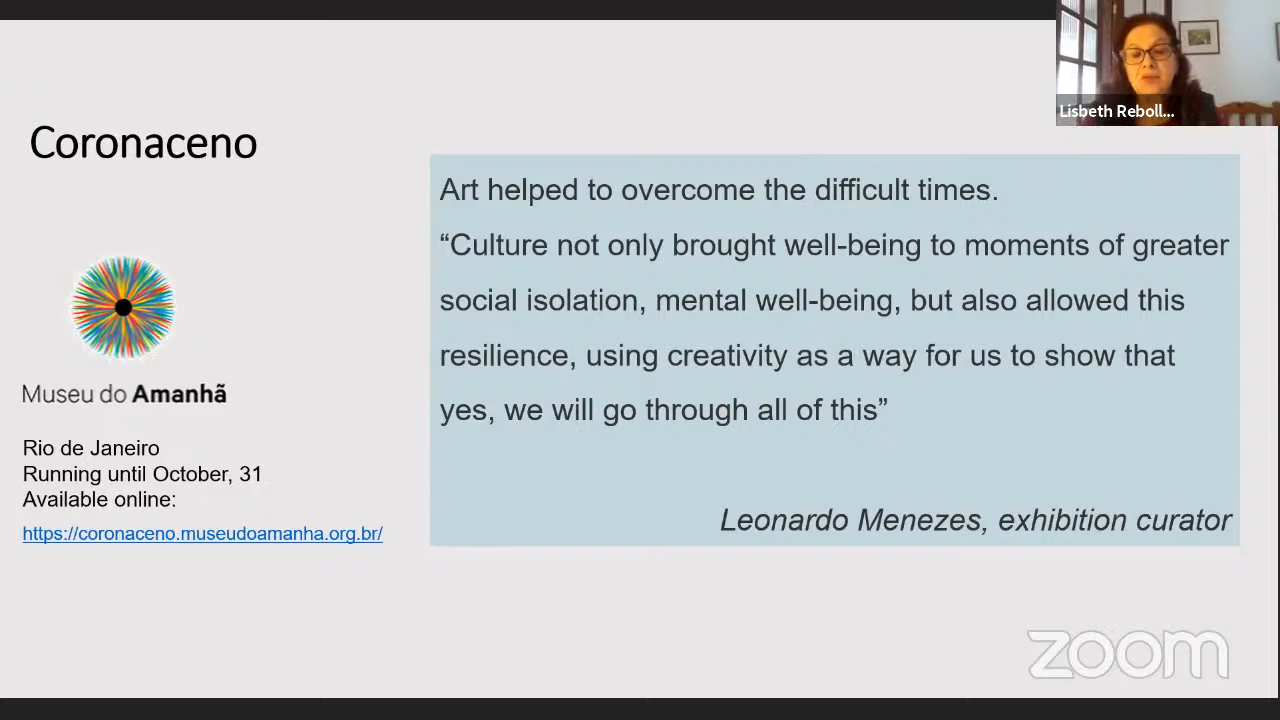 Lisbeth Reboll...
Coronaceno
Art helped to overcome the difficult times.
“Culture not only brought well-being to moments of greater
social isolation, mental well-being, but also allowed this
resilience, using creativity as a way for us to show that
yes, we will go through all of this”
Leonardo Menezes, exhibition curator
Museu do Amanhã
Rio de Janeiro
Running until October, 31
Available online:
https://coronaceno.museudoamanha.org.br/
zoom